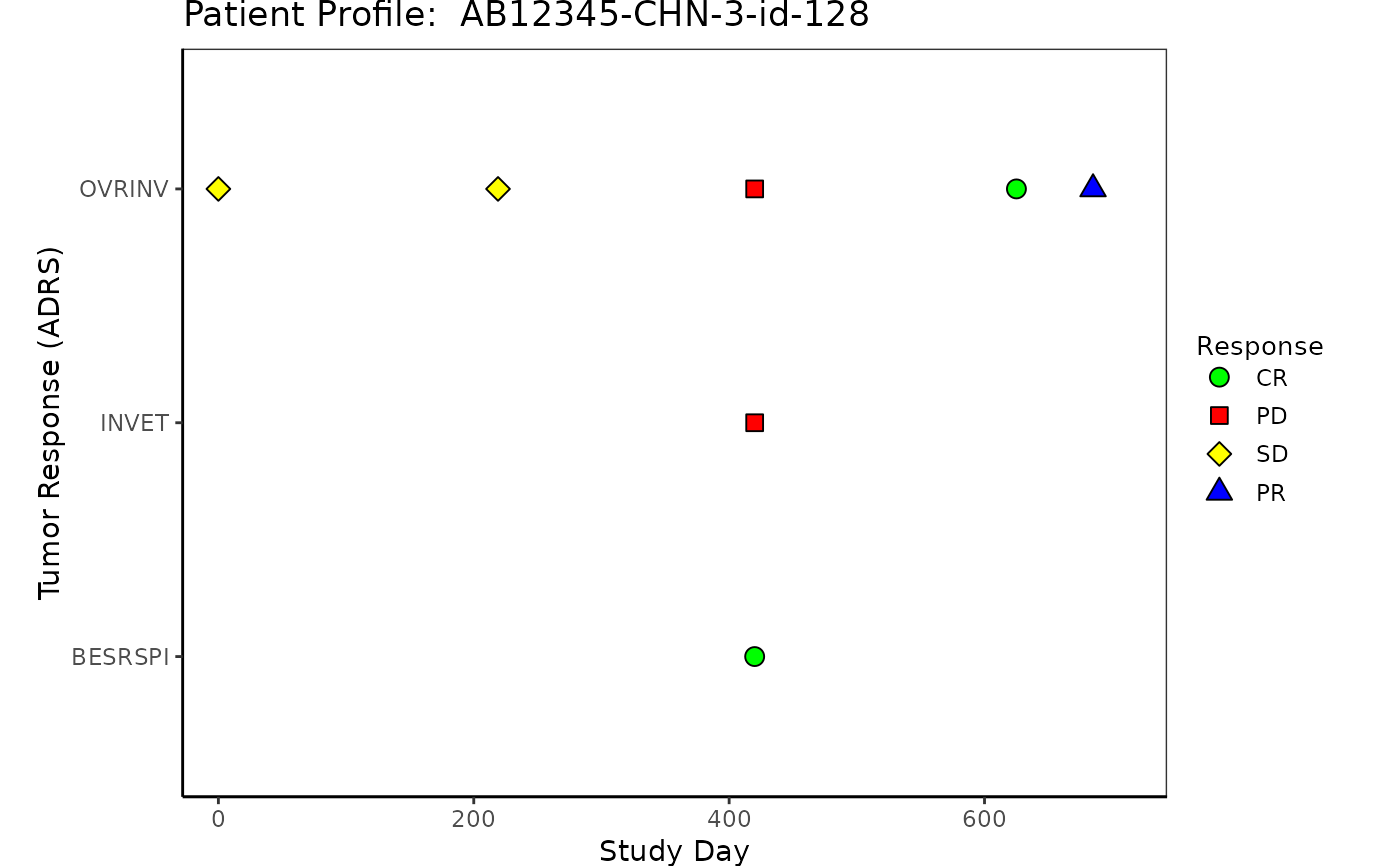 Patient Profile:  AB12345-CHN-3-id-128
OVRINV
INVET
BESRSPI
Tumor Response (ADRS)
0
200
400
600
Study Day
Response
CR
PD
SD
PR